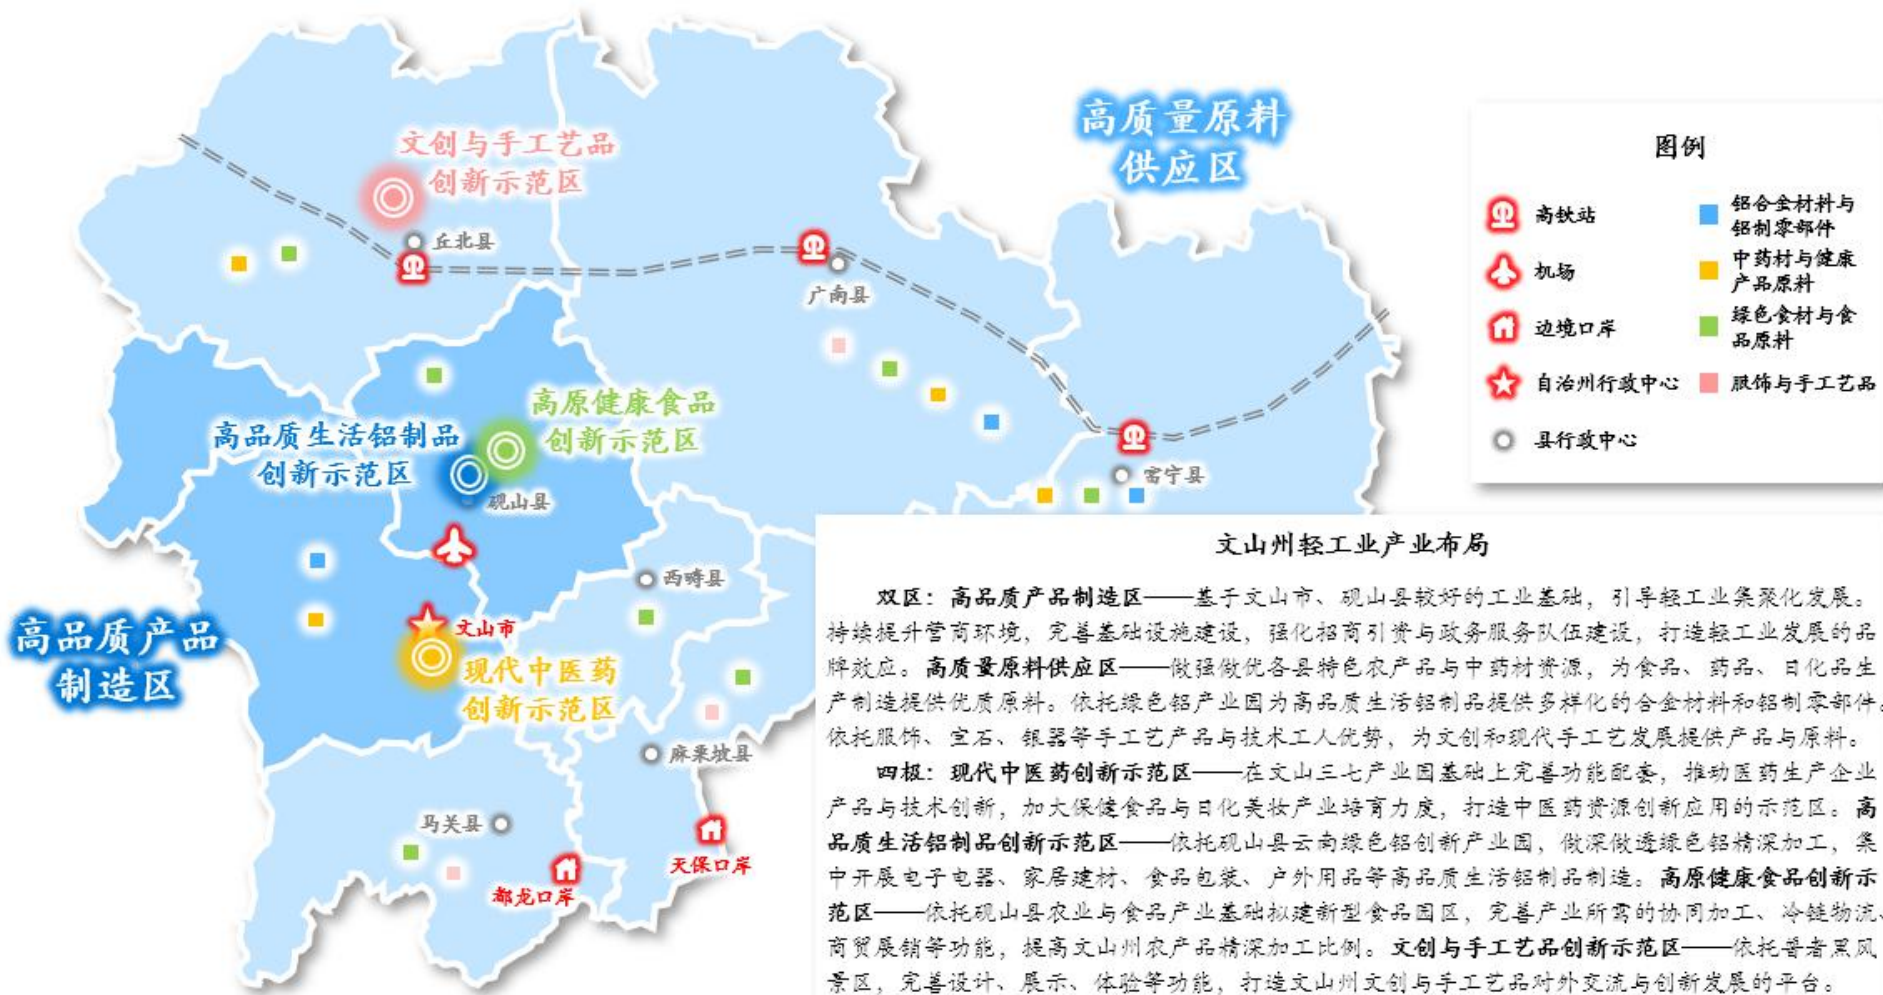 文创与手工艺品
创新示范区
丘北县
高质量原料
供应区
广南县
高原健康食品
创新示范区
高品质生活铝制品
创新示范区
砚山县
富宁县
西畴县
高品质产品
制造区
文山市
现代中医药
创新示范区
麻栗坡县
马关县
天保口岸
都龙口岸
图例
高铁站
机场
边境口岸
自治州行政中心
县行政中心
铝合金材料与
铝制零部件
中药材与健康
产品原料
绿色食材与食
品原料
服饰与手工艺品
文山州轻工业产业布局
双区：高品质产品制造区——基于文山市、砚山县较好的工业基础，引导轻工业集聚化发展。
持续提升营商环境，完善基础设施建设，强化招商引资与政务服务队伍建设，打造轻工业发展的品
牌效应。高质量原料供应区——做强做优各县特色农产品与中药材资源，为食品、药品、日化品生
产制造提供优质原料。依托绿色铝产业园为高品质生活铝制品提供多样化的合金材料和铝制零部件。
依托服饰、宝石、银器等手工艺产品与技术工人优势，为文创和现代手工艺发展提供产品与原料。
四极：现代中医药创新示范区——在文山三七产业园基础上完善功能配套，推动医药生产企业
产品与技术创新，加大保健食品与日化美妆产业培育力度，打造中医药资源创新应用的示范区。高
品质生活铝制品创新示范区——依托砚山县云南绿色铝创新产业园，做深做透绿色铝精深加工，集
中开展电子电器、家居建材、食品包装、户外用品等高品质生活铝制品制造。高原健康食品创新示
范区——依托砚山县农业与食品产业基础拟建新型食品园区，完善产业所需的协同加工、冷链物流、
商贸展销等功能，提高文山州农产品精深加工比例。文创与手工艺品创新示范区——依托普者黑风
景区，完善设计、展示、体验等功能，打造文山州文创与手工艺品对外交流与创新发展的平台。